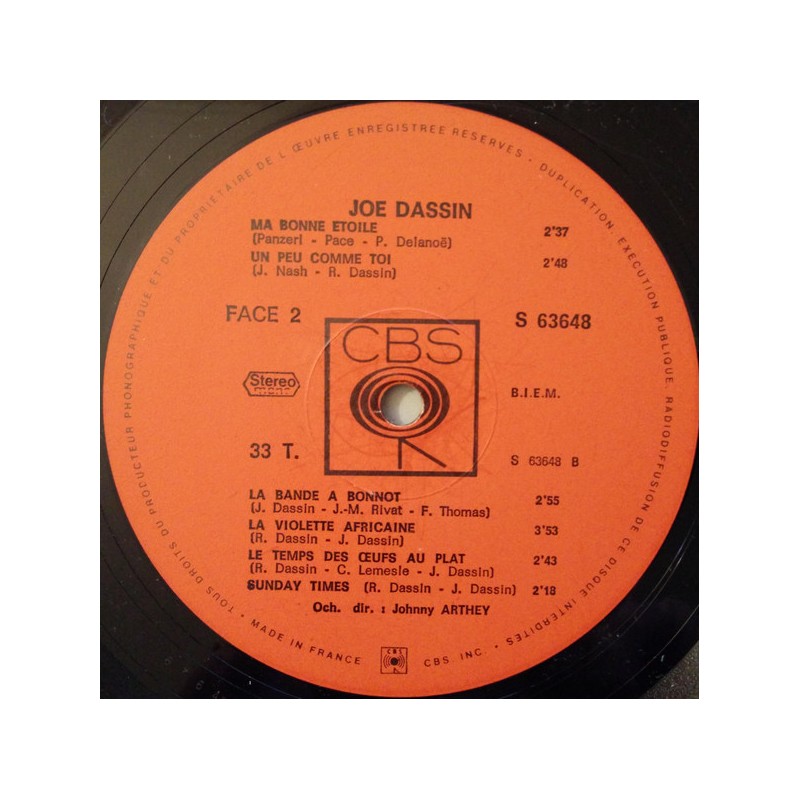 JOE DASSIN
MA BONNE ETOILE 2'37
(Panzeri - Pace - P. Delanoë)
UN PEU COMME TOI 2'48
(J. Nash - R. Dassin)
FACE 2 S 63648
CBS
Stereo
B.I.E.M.
33 T. S 63648 B
LA BANDE A BONNOT 2'55
(J. Dassin - J.-M. Rivat - F. Thomas)
LA VIOLETTE AFRICAINE 3'53
(R. Dassin - J. Dassin)
LE TEMPS DES ŒUFS AU PLAT 2'43
(R. Dassin - C. Lemesle - J. Dassin)
SUNDAY TIMES (R. Dassin - J. Dassin) 2'18
Och. dir. : Johnny ARTHEY
• TOUS DROITS DU PRODUCTEUR PHONOGRAPHIQUE ET DU PROPRIETAIRE DE L'ŒUVRE ENREGISTREE RESERVES - DUPLICATION, EXECUTION PUBLIQUE, RADIODIFFUSION DE CE DISQUE INTERDITES •
MADE IN FRANCE CBS CBS, INC.